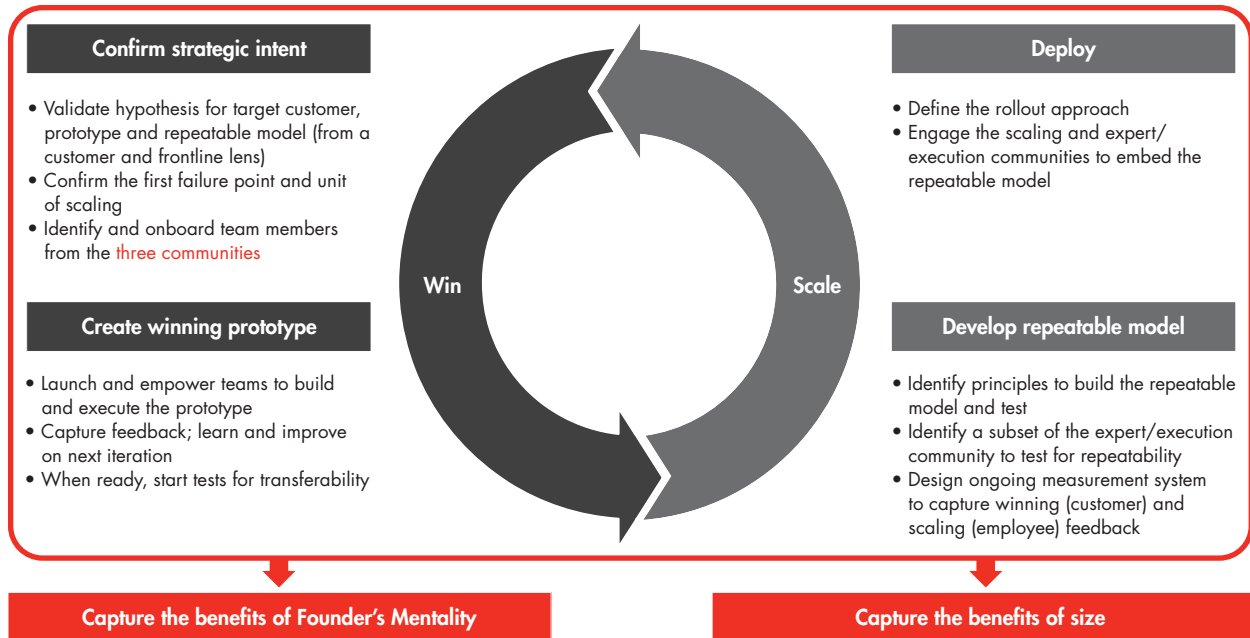 Confirm strategic intent
• Validate hypothesis for target customer,
prototype and repeatable model (from a
customer and frontline lens)
• Confirm the first failure point and unit
of scaling
• Identify and onboard team members
from the three communities
Create winning prototype
• Launch and empower teams to build
and execute the prototype
• Capture feedback; learn and improve
on next iteration
• When ready, start tests for transferability
Win
Scale
Deploy
• Define the rollout approach
• Engage the scaling and expert/
execution communities to embed the
repeatable model
Develop repeatable model
• Identify principles to build the repeatable
model and test
• Identify a subset of the expert/execution
community to test for repeatability
• Design ongoing measurement system
to capture winning (customer) and
scaling (employee) feedback
Capture the benefits of Founder’s Mentality
Capture the benefits of size